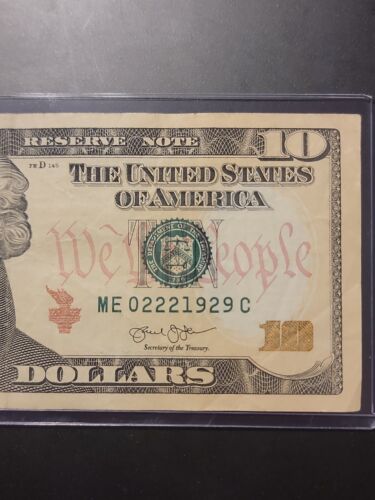 RESERVE NOTE 10
FW D 145
THE UNITED STATES
OF AMERICA
We the People
TEN
ME 02221929 C
Secretary of the Treasury.
10
DOLLARS